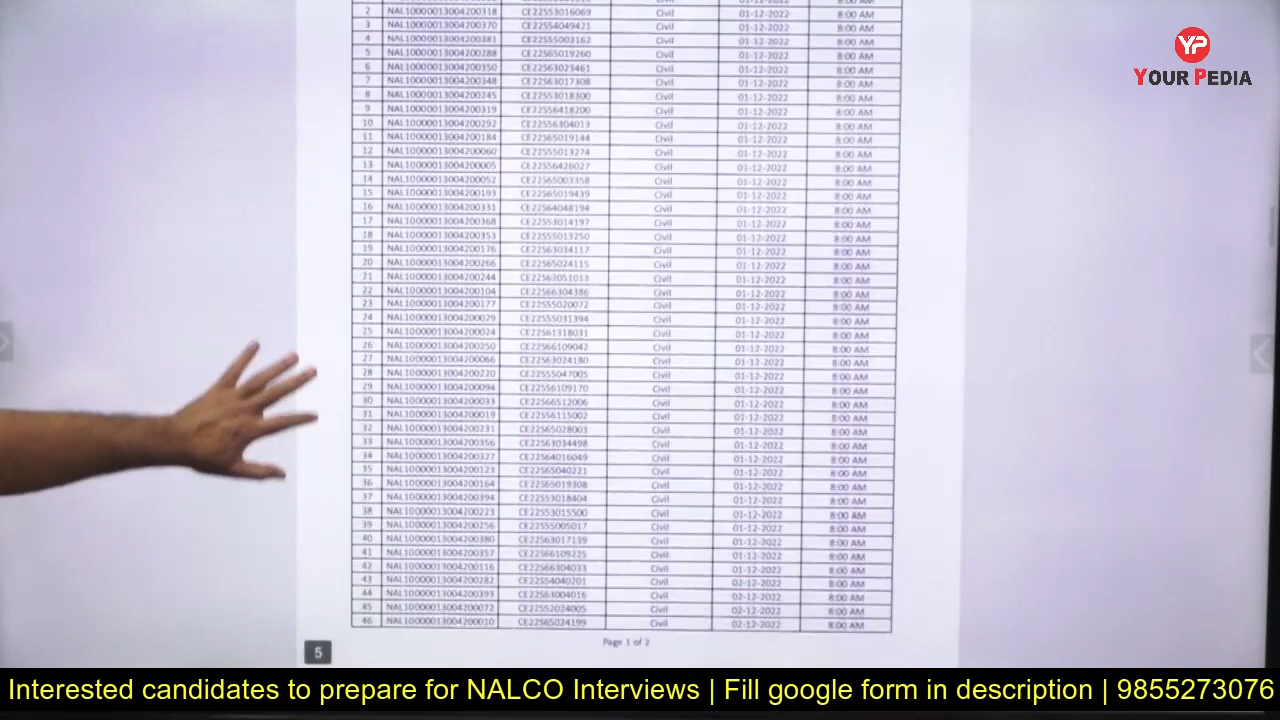 YP
YOUR PEDIA
2 NAL10000013004200318 CE22553016069 Civil 01-12-2022 8:00 AM
3 NAL10000013004200370 CE22554049421 Civil 01-12-2022 8:00 AM
4 NAL10000013004200381 CE22555002162 Civil 01-12-2022 8:00 AM
5 NAL10000013004200288 CE22565019260 Civil 01-12-2022 8:00 AM
6 NAL10000013004200350 CE22563023461 Civil 01-12-2022 8:00 AM
7 NAL10000013004200348 CE22563017308 Civil 01-12-2022 8:00 AM
8 NAL10000013004200245 CE22553018300 Civil 01-12-2022 8:00 AM
9 NAL10000013004200319 CE22556418200 Civil 01-12-2022 8:00 AM
10 NAL10000013004200292 CE22556304013 Civil 01-12-2022 8:00 AM
11 NAL10000013004200184 CE22565019144 Civil 01-12-2022 8:00 AM
12 NAL10000013004200060 CE22555013274 Civil 01-12-2022 8:00 AM
13 NAL10000013004200005 CE22556426027 Civil 01-12-2022 8:00 AM
14 NAL10000013004200052 CE22565003358 Civil 01-12-2022 8:00 AM
15 NAL10000013004200193 CE22565039439 Civil 01-12-2022 8:00 AM
16 NAL10000013004200331 CE22564048194 Civil 01-12-2022 8:00 AM
17 NAL10000013004200368 CE22553014197 Civil 01-12-2022 8:00 AM
18 NAL10000013004200353 CE22555013250 Civil 01-12-2022 8:00 AM
19 NAL10000013004200176 CE22563034117 Civil 01-12-2022 8:00 AM
20 NAL10000013004200266 CE22565024115 Civil 01-12-2022 8:00 AM
21 NAL10000013004200244 CE22562051013 Civil 01-12-2022 8:00 AM
22 NAL10000013004200104 CE22566304386 Civil 01-12-2022 8:00 AM
23 NAL10000013004200177 CE22555020072 Civil 01-12-2022 8:00 AM
24 NAL10000013004200029 CE22555031394 Civil 01-12-2022 8:00 AM
25 NAL10000013004200024 CE22561318031 Civil 01-12-2022 8:00 AM
26 NAL10000013004200250 CE22566109042 Civil 01-12-2022 8:00 AM
27 NAL10000013004200066 CE22563024180 Civil 01-12-2022 8:00 AM
28 NAL10000013004200220 CE22555047005 Civil 01-12-2022 8:00 AM
29 NAL10000013004200094 CE22556109170 Civil 01-12-2022 8:00 AM
30 NAL10000013004200033 CE22566512006 Civil 01-12-2022 8:00 AM
31 NAL10000013004200019 CE22556115002 Civil 01-12-2022 8:00 AM
32 NAL10000013004200231 CE22565028003 Civil 01-12-2022 8:00 AM
33 NAL10000013004200356 CE22563034498 Civil 01-12-2022 8:00 AM
34 NAL10000013004200327 CE22564016049 Civil 01-12-2022 8:00 AM
35 NAL10000013004200123 CE22565040221 Civil 01-12-2022 8:00 AM
36 NAL10000013004200164 CE22565019308 Civil 01-12-2022 8:00 AM
37 NAL10000013004200394 CE22553018404 Civil 01-12-2022 8:00 AM
38 NAL10000013004200223 CE22553015500 Civil 01-12-2022 8:00 AM
39 NAL10000013004200256 CE22555005017 Civil 01-12-2022 8:00 AM
40 NAL10000013004200380 CE22563017139 Civil 01-12-2022 8:00 AM
41 NAL10000013004200357 CE22566109225 Civil 01-12-2022 8:00 AM
42 NAL10000013004200116 CE22566304033 Civil 01-12-2022 8:00 AM
43 NAL10000013004200282 CE22554040201 Civil 02-12-2022 8:00 AM
44 NAL10000013004200393 CE22563004016 Civil 02-12-2022 8:00 AM
45 NAL10000013004200072 CE22552024005 Civil 02-12-2022 8:00 AM
46 NAL10000013004200010 CE22565024199 Civil 02-12-2022 8:00 AM
Page 1 of 2
5
Interested candidates to prepare for NALCO Interviews | Fill google form in description | 9855273076